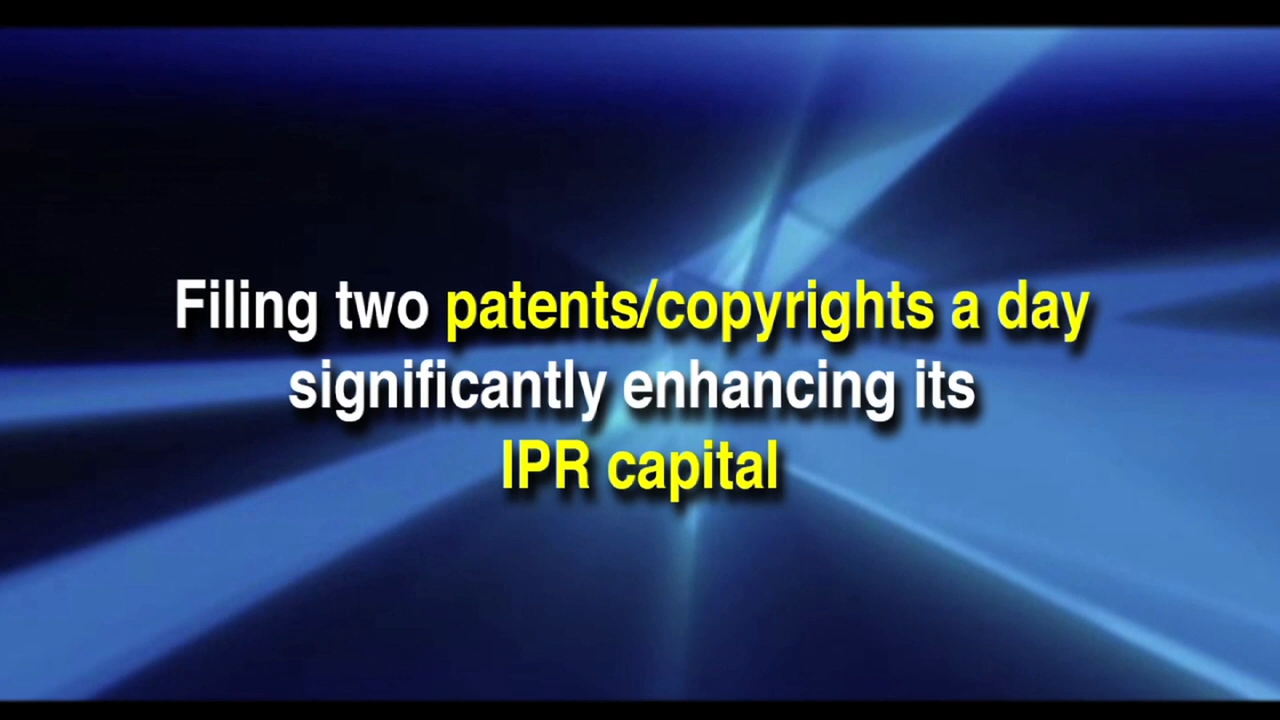 Filing two patents/copyrights a day
significantly enhancing its
IPR capital